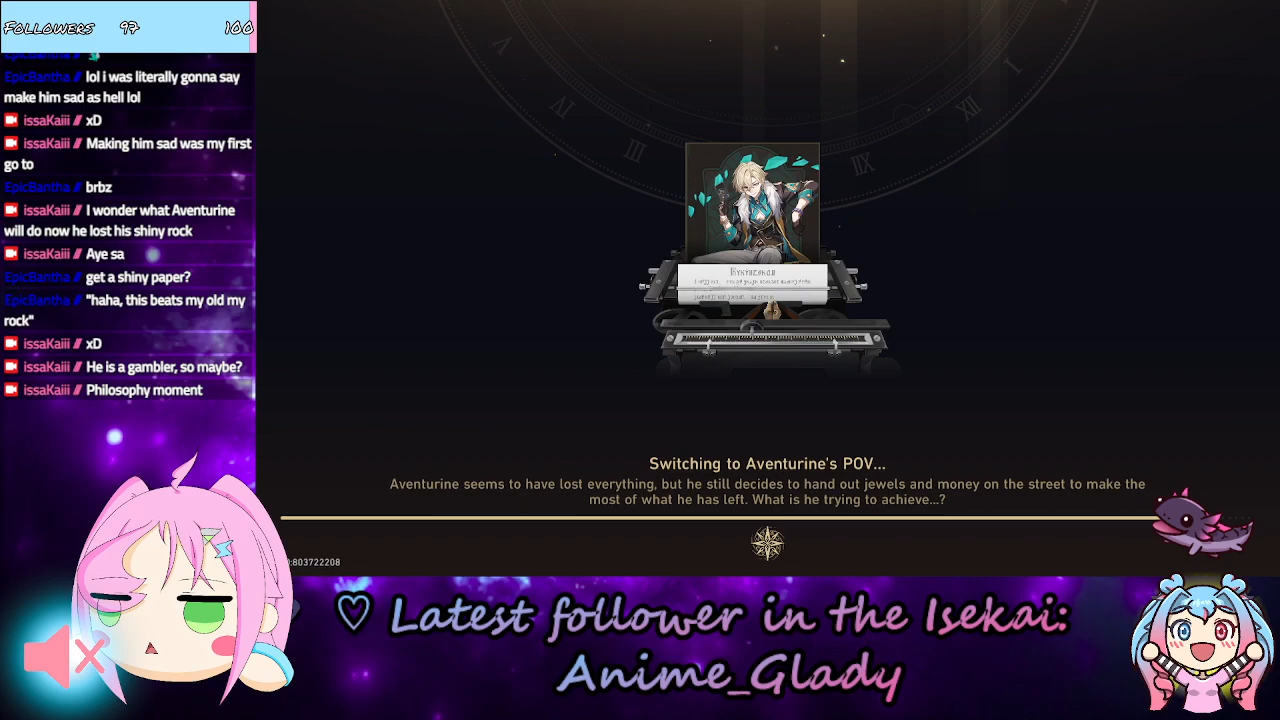 Followers 97 100
EpicBantha //
EpicBantha // lol i was literally gonna say
make him sad as hell lol
issaKaiii // xD
issaKaiii // Making him sad was my first
go to
EpicBantha // brbz
issaKaiii // I wonder what Aventurine
will do now he lost his shiny rock
issaKaiii // Aye sa
EpicBantha // get a shiny paper?
EpicBantha // "haha, this beats my old my
rock"
issaKaiii // xD
issaKaiii // He is a gambler, so maybe?
issaKaiii // Philosophy moment
Switching to Aventurine's POV...
Aventurine seems to have lost everything, but he still decides to hand out jewels and money on the street to make the
most of what he has left. What is he trying to achieve...?
:803722208
♡ Latest follower in the Isekai:
Anime_Glady